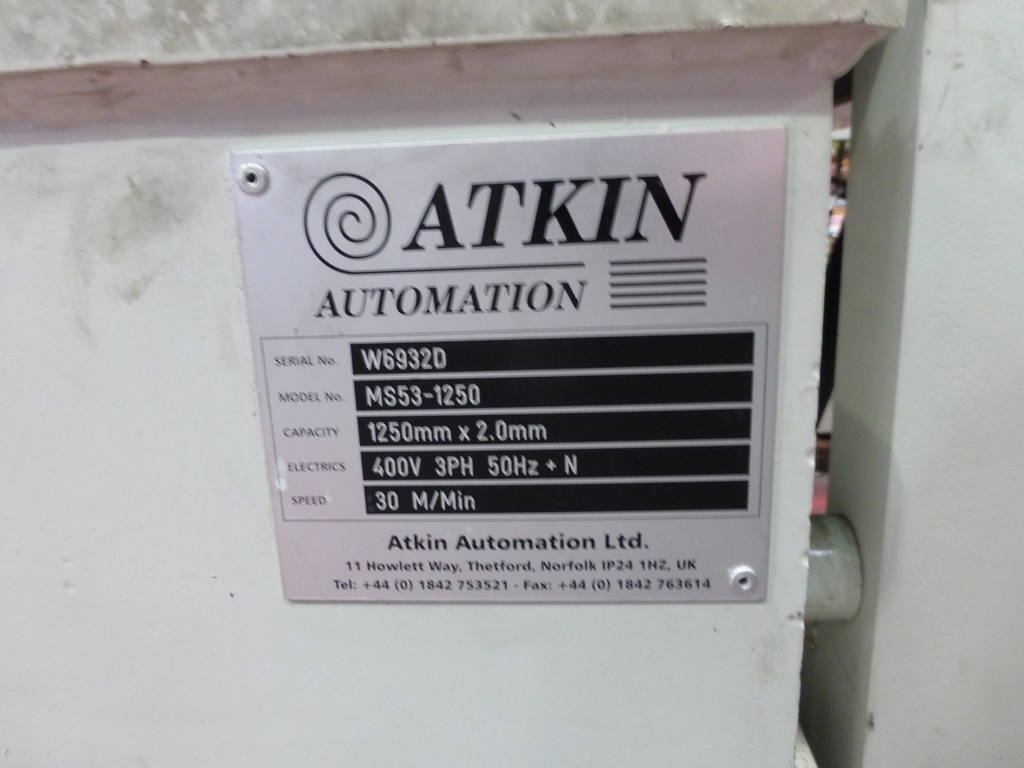 ATKIN
AUTOMATION
SERIAL No. W6932D
MODEL No. MS53-1250
CAPACITY 1250mm x 2.0mm
ELECTRICS 400V 3PH 50Hz + N
SPEED 30 M/Min
Atkin Automation Ltd.
11 Howlett Way, Thetford, Norfolk IP24 1HZ, UK
Tel: +44 (0) 1842 753521 - Fax: +44 (0) 1842 763614